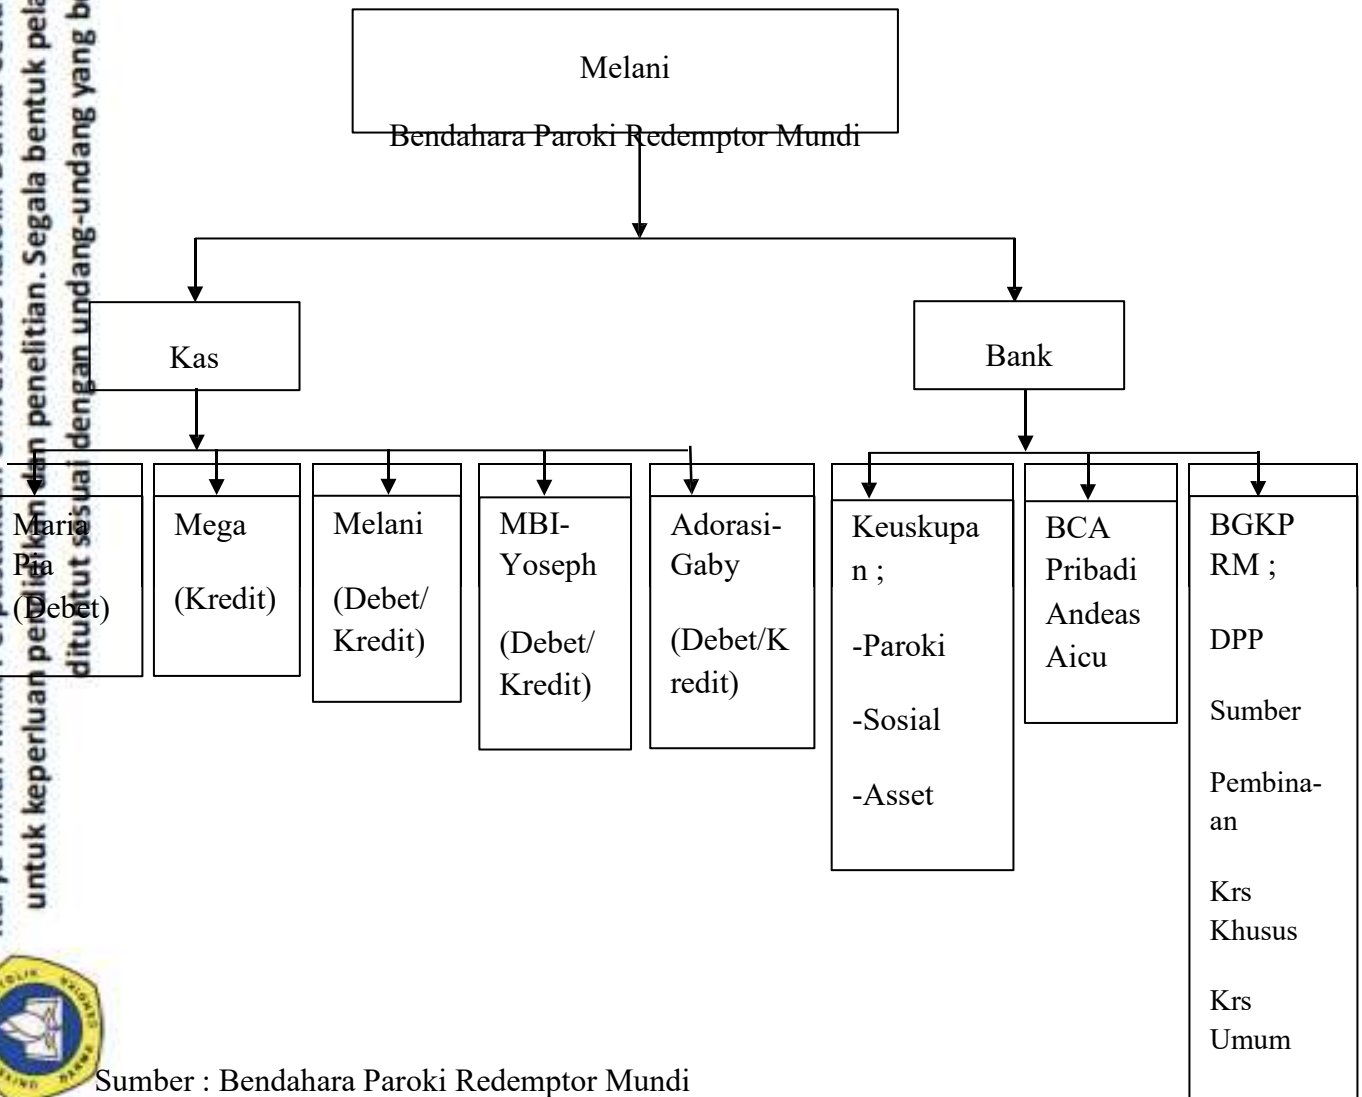 Melani
Bendahara Paroki Redemptor Mundi
Kas
Bank
Maria
Pia
(Debet)
Mega
(Kredit)
Melani
(Debet/
Kredit)
MBI-
Yoseph
(Debet/
Kredit)
Adorasi-
Gaby
(Debet/K
redit)
Keuskupa
n ;
-Paroki
-Sosial
-Asset
BCA
Pribadi
Andeas
Aicu
BGKP
RM ;
DPP
Sumber
Pembina-
an
Krs
Khusus
Krs
Umum
Sumber : Bendahara Paroki Redemptor Mundi
untuk keperluan pendidikan dan penelitian. Segala bentuk
dituntut sesuai dengan undang-undang yang